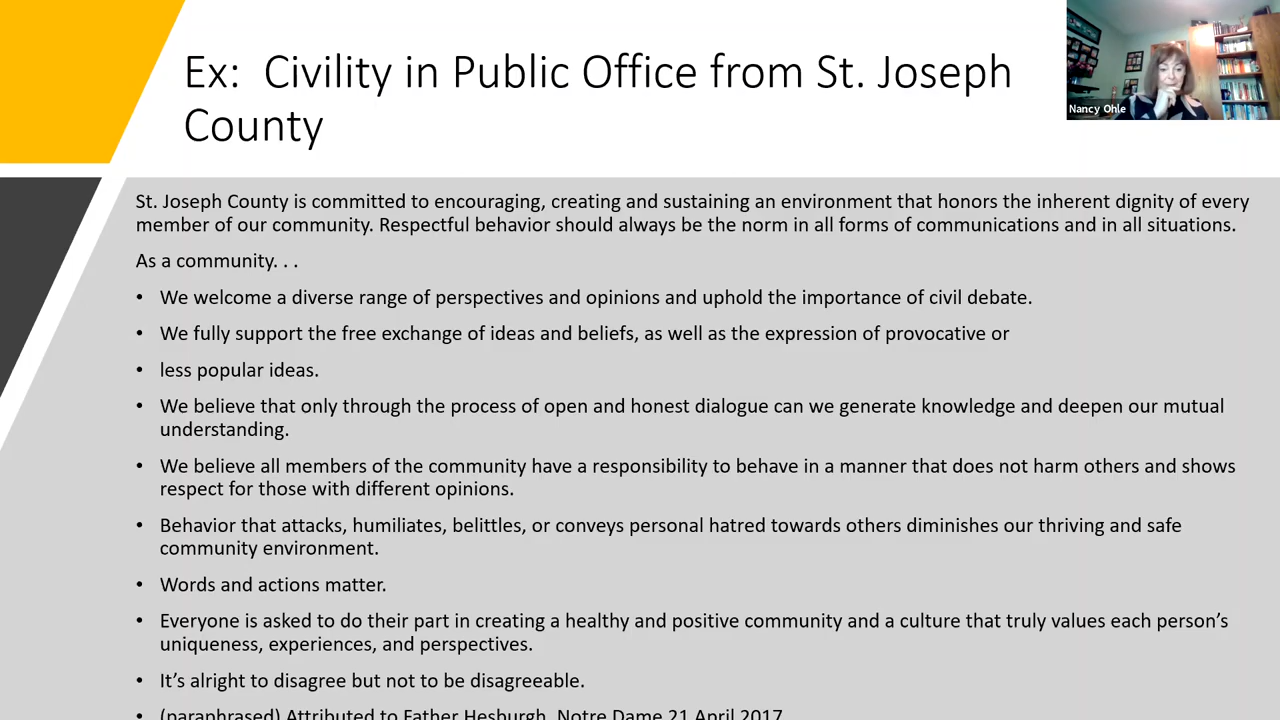 Ex:  Civility in Public Office from St. Joseph
County
Nancy Ohle
St. Joseph County is committed to encouraging, creating and sustaining an environment that honors the inherent dignity of every
member of our community. Respectful behavior should always be the norm in all forms of communications and in all situations.
As a community. . .
• We welcome a diverse range of perspectives and opinions and uphold the importance of civil debate.
• We fully support the free exchange of ideas and beliefs, as well as the expression of provocative or
• less popular ideas.
• We believe that only through the process of open and honest dialogue can we generate knowledge and deepen our mutual
understanding.
• We believe all members of the community have a responsibility to behave in a manner that does not harm others and shows
respect for those with different opinions.
• Behavior that attacks, humiliates, belittles, or conveys personal hatred towards others diminishes our thriving and safe
community environment.
• Words and actions matter.
• Everyone is asked to do their part in creating a healthy and positive community and a culture that truly values each person’s
uniqueness, experiences, and perspectives.
• It’s alright to disagree but not to be disagreeable.
• (paraphrased) Attributed to Father Hesburgh, Notre Dame 21 April 2017